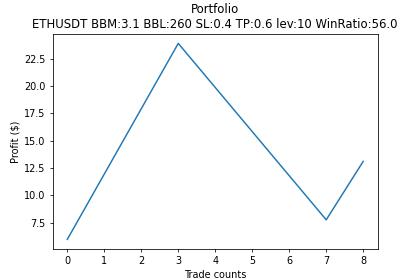 Portfolio
ETHUSDT BBM:3.1 BBL:260 SL:0.4 TP:0.6 lev:10 WinRatio:56.0
22.5
20.0
17.5
15.0
12.5
10.0
7.5
Profit ($)
0 1 2 3 4 5 6 7 8
Trade counts